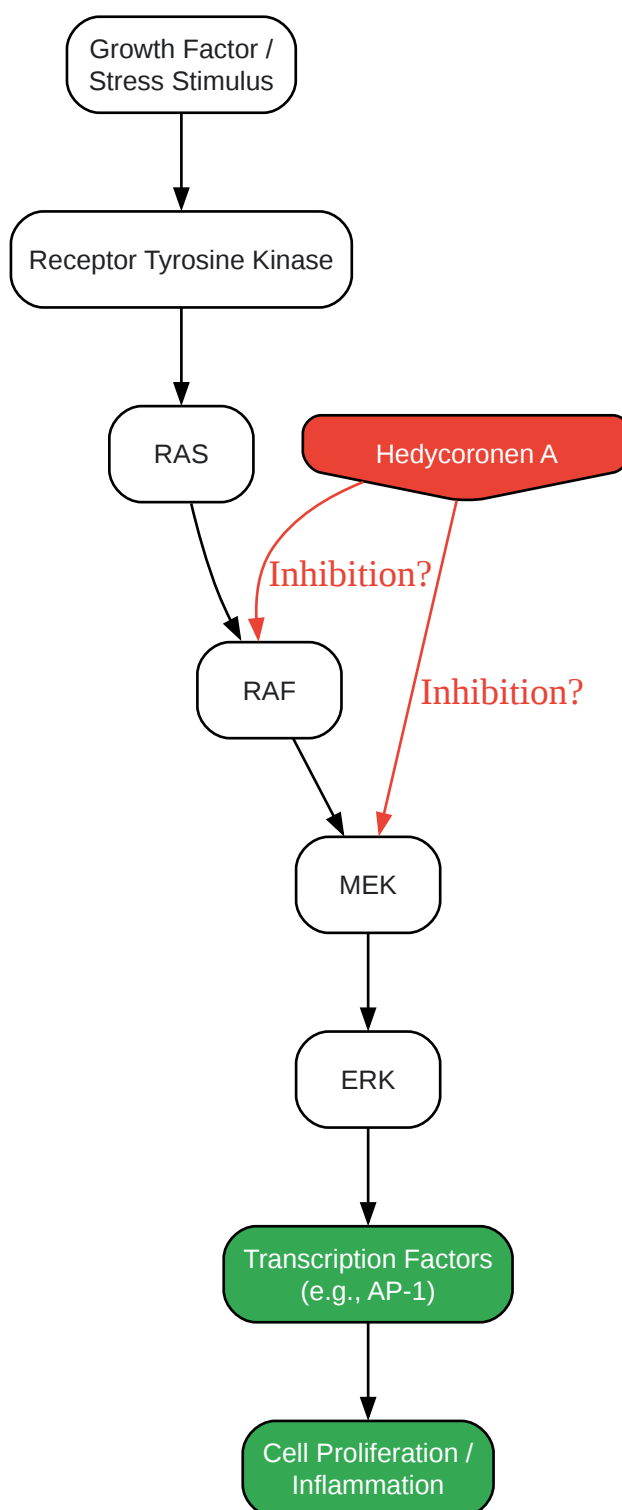 Growth Factor /
Stress Stimulus
Receptor Tyrosine Kinase
RAS
Hedycoronen A
Inhibition?
RAF
Inhibition?
MEK
ERK
Transcription Factors
(e.g., AP-1)
Cell Proliferation /
Inflammation